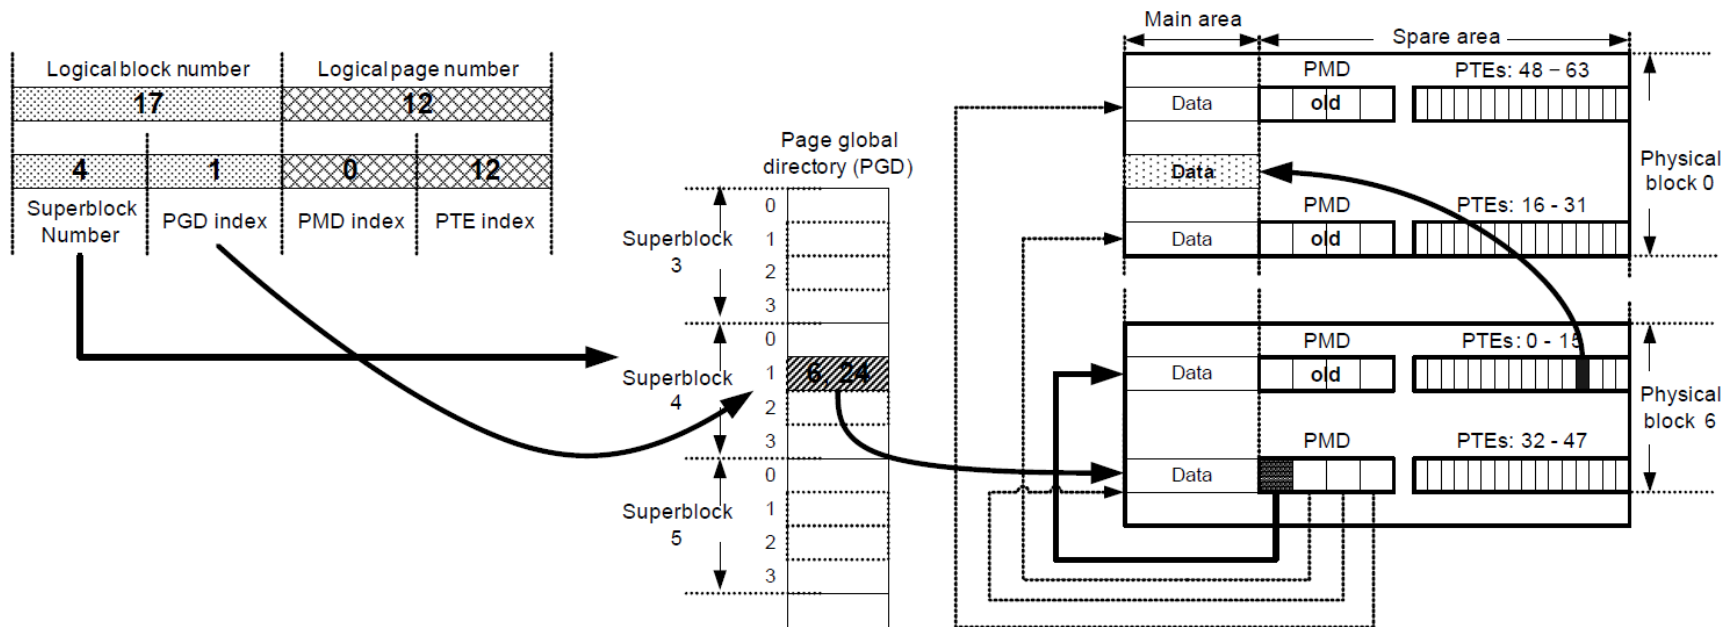 Logical block number
Logical page number
17
12
4
1
0
12
Superblock
Number
PGD index
PMD index
PTE index
Page global
directory (PGD)
Superblock
3
0
1
2
3
Superblock
4
0
1
2
3
6, 24
Superblock
5
0
1
2
3
Main area
Spare area
PMD
PTEs: 48 – 63
Data
old
Data
PMD
PTEs: 16 - 31
Data
old
Physical
block 0
PMD
PTEs: 0 - 15
Data
old
PMD
PTEs: 32 - 47
Data
Physical
block 6